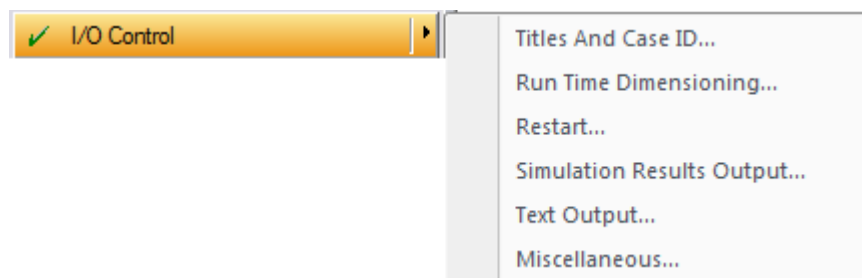 I/O Control
Titles And Case ID...
Run Time Dimensioning...
Restart...
Simulation Results Output...
Text Output...
Miscellaneous...